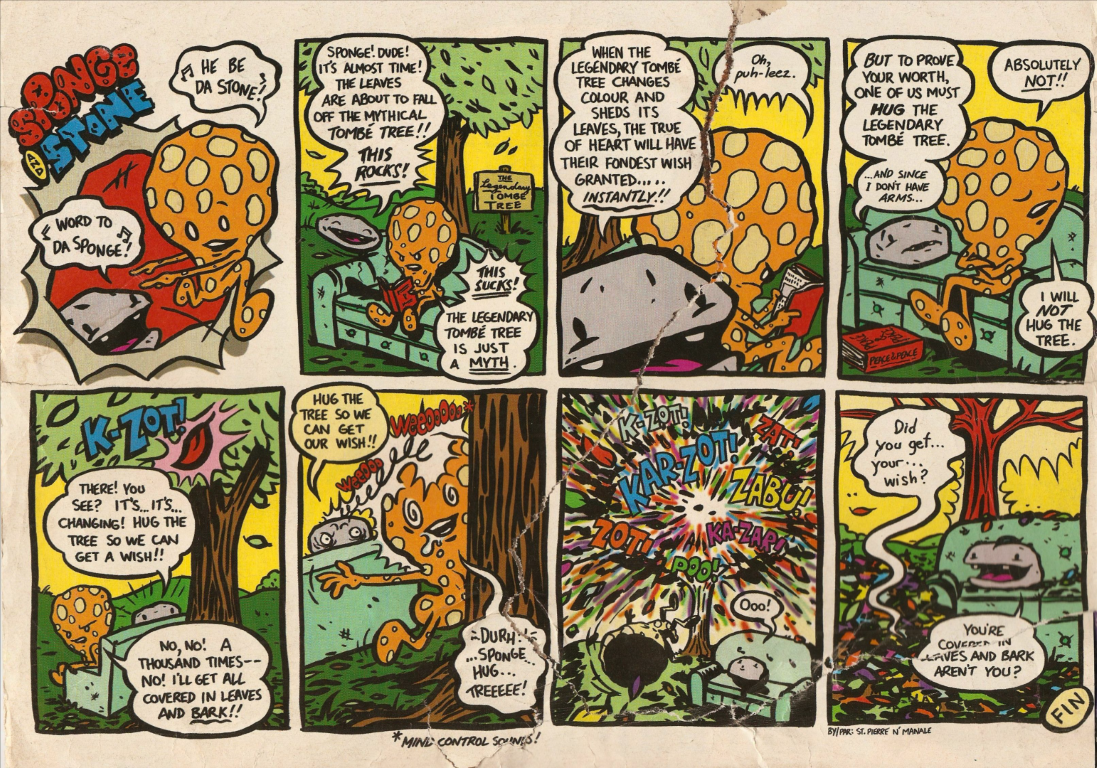 SPONGE
AND
STONE
♫ HE BE
DA STONE!
WORD TO
DA SPONGE!
SPONGE! DUDE!
IT'S ALMOST TIME!
THE LEAVES
ARE ABOUT TO FALL
OFF THE MYTHICAL
TOMBÉ TREE!!
THIS
ROCKS!
THE
Legendary
TOMBÉ
TREE
THIS
SUCKS!
THE LEGENDARY
TOMBÉ TREE
IS JUST
A MYTH.
WHEN THE
LEGENDARY TOMBÉ
TREE CHANGES
COLOUR AND
SHEDS ITS
LEAVES, THE TRUE
OF HEART WILL HAVE
THEIR FONDEST WISH
GRANTED.....
INSTANTLY!!
Oh,
puh-leez.
BUT TO PROVE
YOUR WORTH,
ONE OF US MUST
HUG THE
LEGENDARY
TOMBÉ TREE.
...AND SINCE
I DON'T HAVE
ARMS...
ABSOLUTELY
NOT!!
I WILL
NOT
HUG THE
TREE.
K-ZOT!
THERE! YOU
SEE? IT'S...IT'S...
CHANGING! HUG THE
TREE SO WE CAN
GET A WISH!!
NO, NO! A
THOUSAND TIMES--
NO! I'LL GET ALL
COVERED IN LEAVES
AND BARK!!
HUG THE
TREE SO WE
CAN GET
OUR WISH!!
~DURH~
...SPONGE...
HUG...
TREEEEE!
*MIND CONTROL SOUNDS!
K-ZOT!
ZAT!
KAR-ZOT!
ZABU!
ZOT!
KA-ZAR!
POO!
OOO!
Did
you get...
your...
wish?
YOU'RE
COVERED IN
LEAVES AND BARK
AREN'T YOU?
FIN
BY/PAR: ST. PIERRE N' MANALE